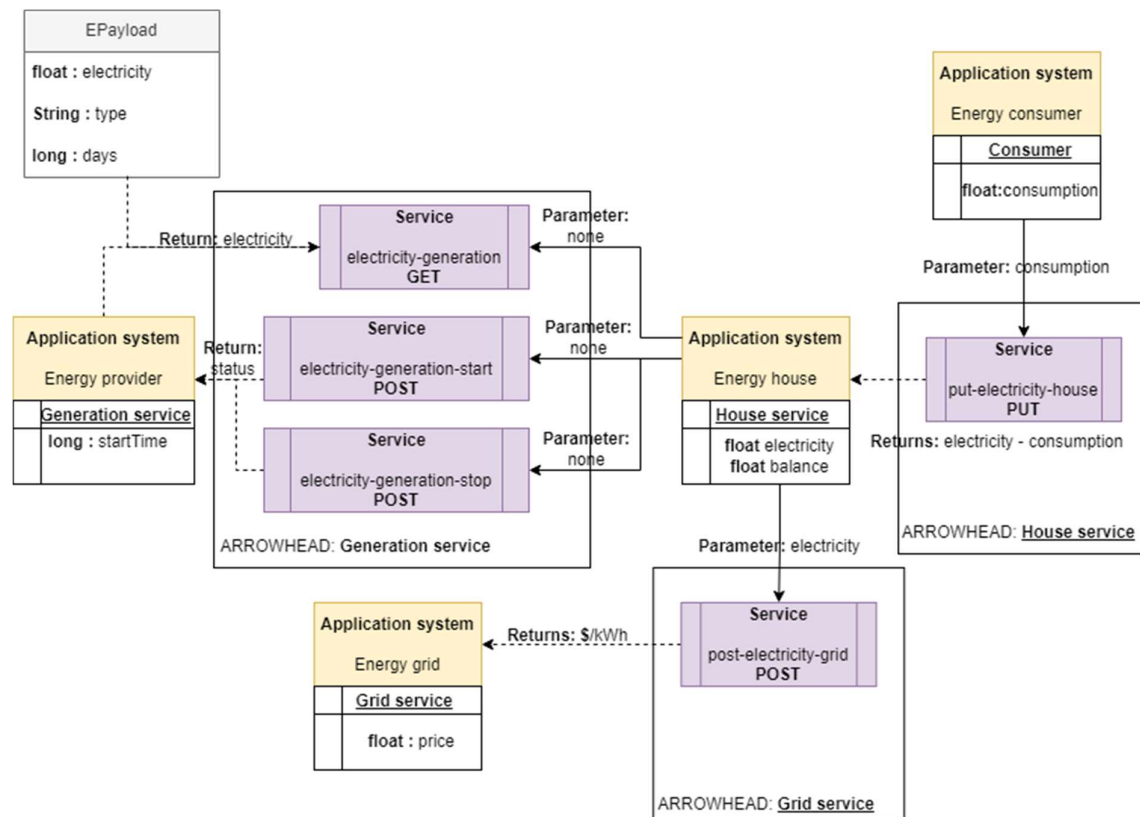 EPayload
float : electricity
String : type
long : days
Application system
Energy consumer
Consumer
float:consumption
Parameter: consumption
Service
electricity-generation
GET
Return: electricity
Parameter:
none
Application system
Energy provider
Generation service
long : startTime
Return:
status
Service
electricity-generation-start
POST
Parameter:
none
Service
electricity-generation-stop
POST
Parameter:
none
ARROWHEAD: Generation service
Application system
Energy house
House service
float electricity
float balance
Service
put-electricity-house
PUT
Returns: electricity - consumption
ARROWHEAD: House service
Parameter: electricity
Application system
Energy grid
Grid service
float : price
Returns: $/kWh
Service
post-electricity-grid
POST
ARROWHEAD: Grid service